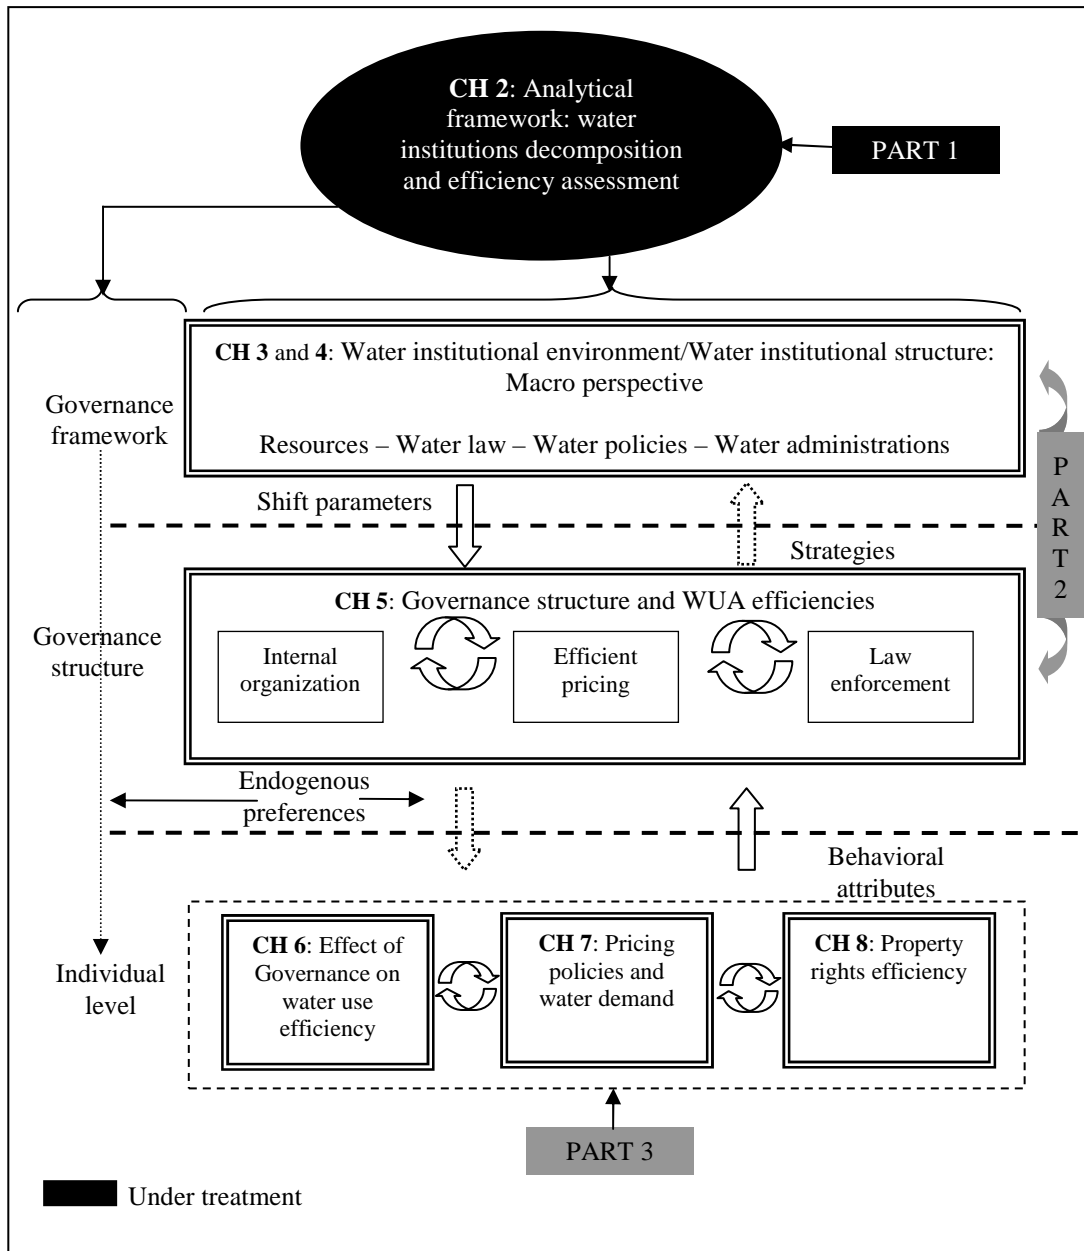 CH 2: Analytical
framework: water
institutions decomposition
and efficiency assessment
PART 1
CH 3 and 4: Water institutional environment/Water institutional structure:
Macro perspective
Resources – Water law – Water policies – Water administrations
Governance
framework
P
A
R
T
2
Shift parameters
Strategies
CH 5: Governance structure and WUA efficiencies
Governance
structure
Internal
organization
Efficient
pricing
Law
enforcement
Endogenous
preferences
Behavioral
attributes
Individual
level
CH 6: Effect of
Governance on
water use
efficiency
CH 7: Pricing
policies and
water demand
CH 8: Property
rights efficiency
PART 3
Under treatment